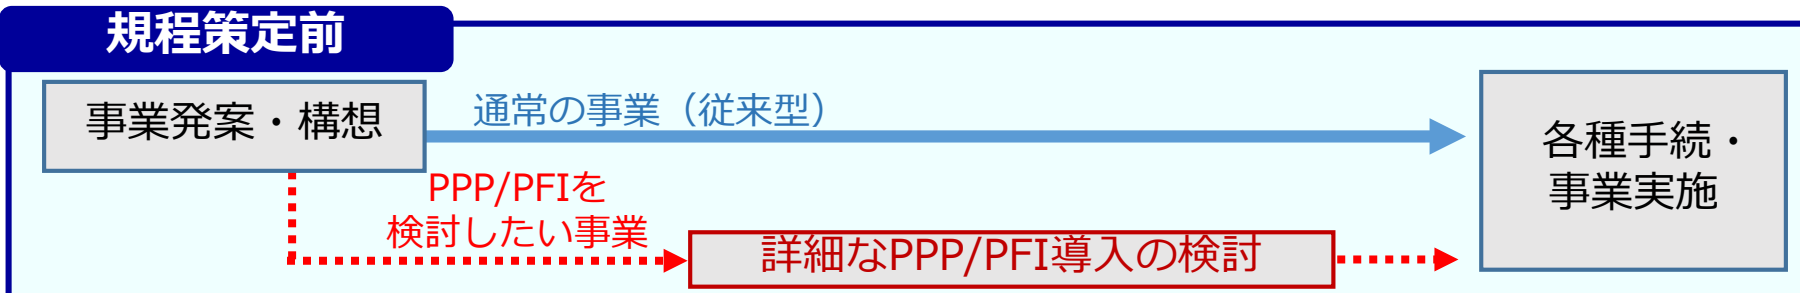 規程策定前
事業発案・構想
通常の事業（従来型）
各種手続・
事業実施
PPP/PFIを
検討したい事業
詳細なPPP/PFI導入の検討